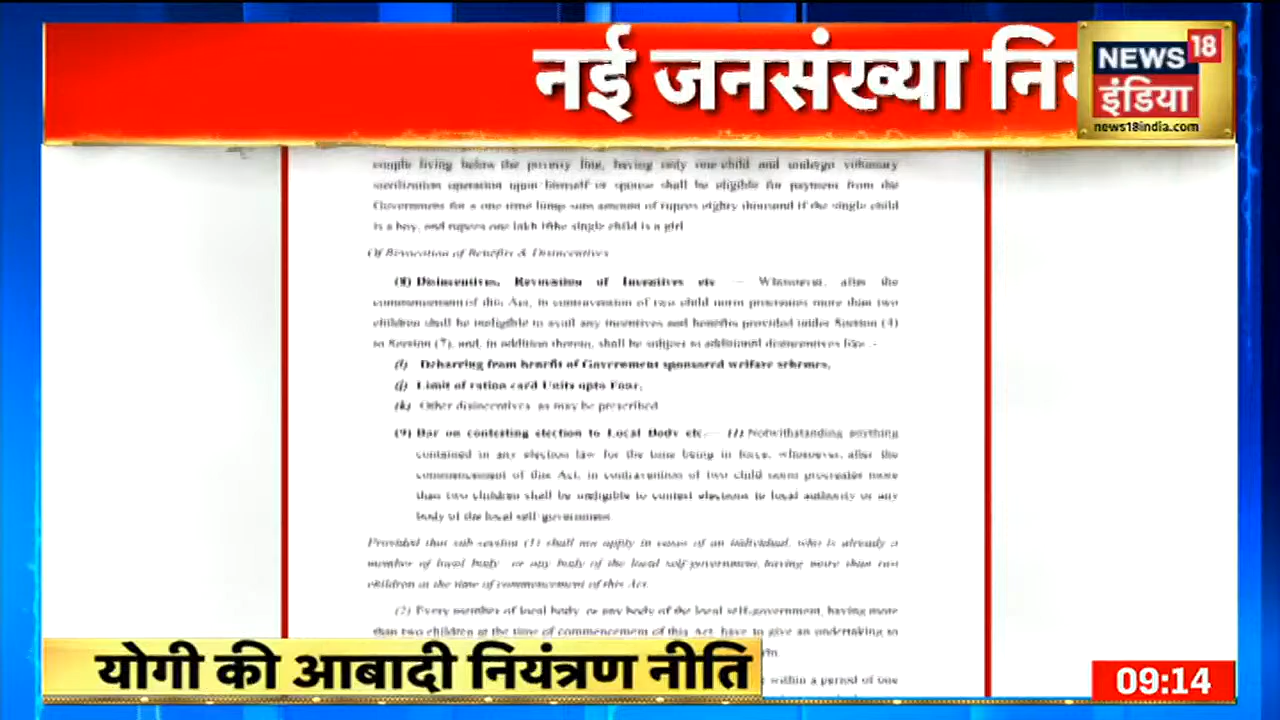 नई जनसंख्या
NEWS 18
इंडिया
news18india.com
couple living below the poverty line, having only one child and undergo voluntary
sterilization operation upon himself or spouse shall be eligible for payment from the
Government for a one time lump sum amount of rupees eighty thousand if the single child
is a boy, and rupees one lakh if the single child is a girl
Of Revocation of Benefits & Disincentives
(8) Disincentives, Revocation of Incentives etc — Whosoever, after the
commencement of this Act, in contravention of two child norm procreates more than two
children shall be ineligible to avail any incentives and benefits provided under Section (4)
to Section (7), and, in addition therein, shall be subject to additional disincentives like -
(i) Debarring from benefit of Government sponsored welfare schemes,
(j) Limit of ration card Units upto Four,
(k) Other disincentives as may be prescribed
(9) Bar on contesting election to Local Body etc.— (1) Notwithstanding anything
contained in any election law for the time being in force, whosoever, after the
commencement of this Act, in contravention of two child norm procreates more
than two children shall be ineligible to contest elections to local authority or any
body of the local self-government
Provided that sub section (1) shall not apply in cases of an individual, who is already a
member of local body or any body of the local self-government having more than two
children at the time of commencement of this Act.
(2) Every member of local body or any body of the local self-government, having more
than two children at the time of commencement of this Act, have to give an undertaking to
within a period of one
योगी की आबादी नियंत्रण नीति
09:14